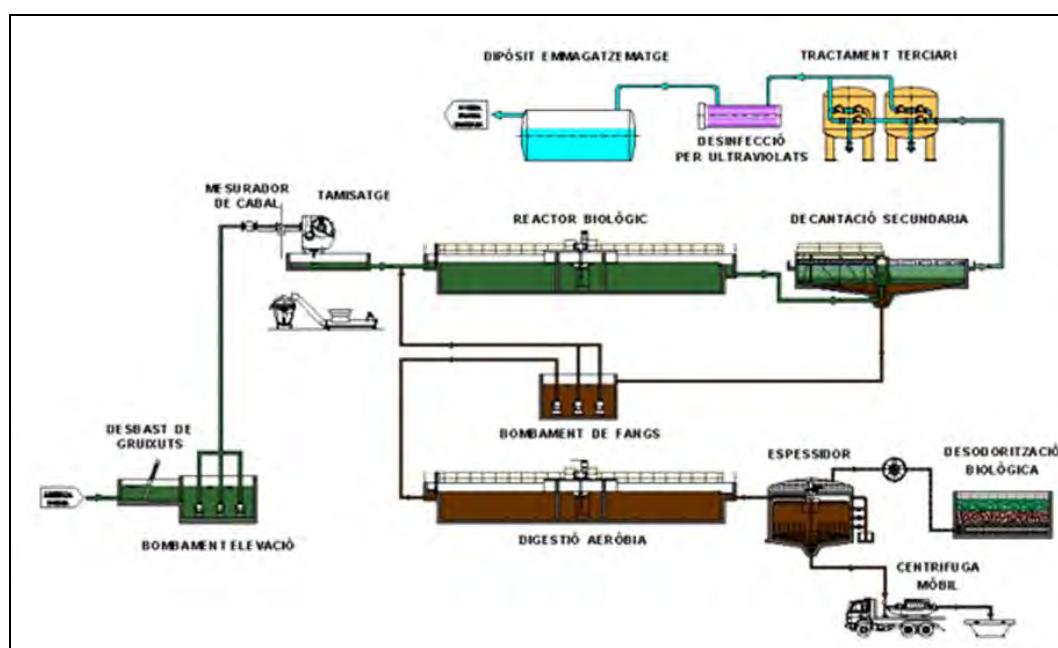 DIPÒSIT EMMAGATZEMATGE
TRACTAMENT TERCIARI
DESINFECCIÓ
PER ULTRAVIOLATS
MESURADOR
DE CABAL
TAMISATGE
REACTOR BIOLÒGIC
DECANTACIÓ SECUNDARIA
DESBAST DE
GRUIXUTS
BOMBAMENT DE FANGS
ESPESSIDOR
DESODORITZACIÓ
BIOLÒGICA
BOMBAMENT ELEVACIÓ
DIGESTIÓ AERÒBIA
CENTRIFUGA
MÒBIL